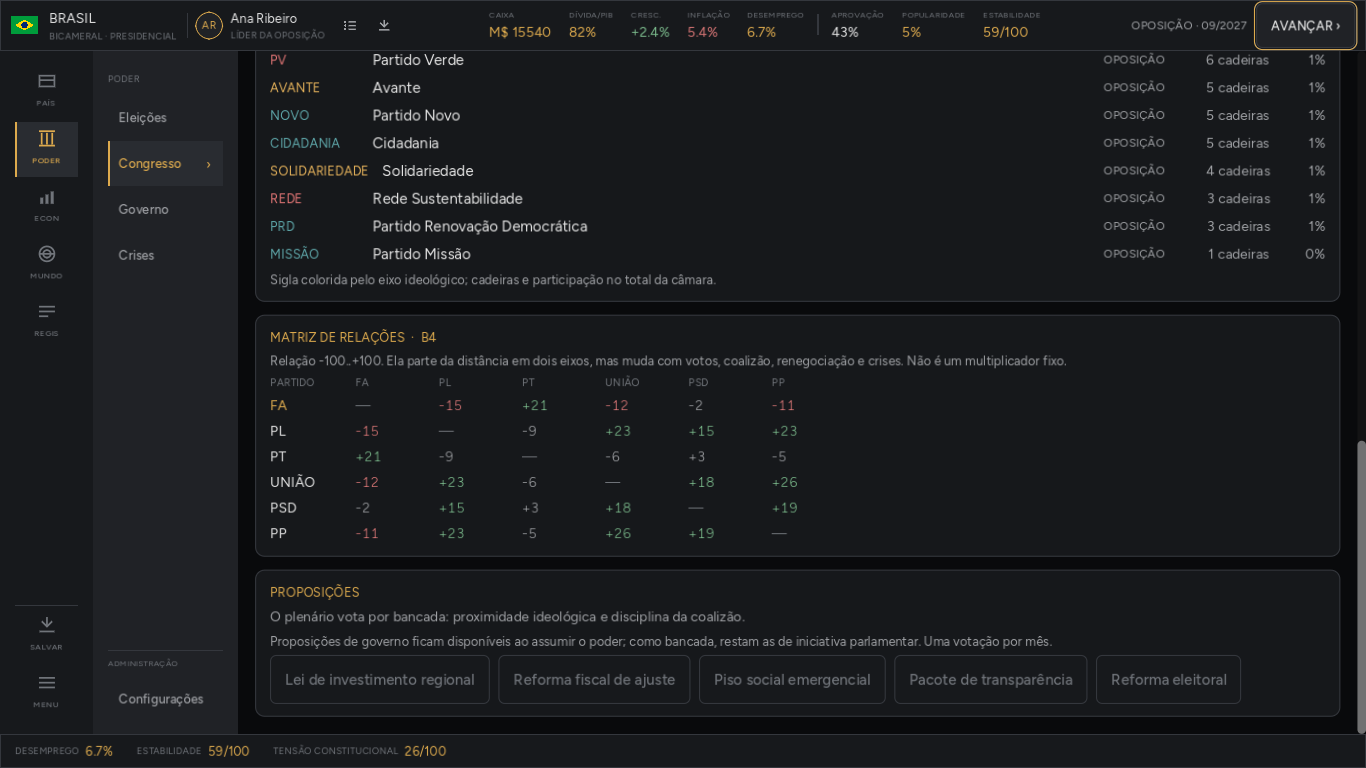 BRASIL
BICAMERAL · PRESIDENCIAL
AR
Ana Ribeiro
LÍDER DA OPOSIÇÃO
CAIXA
M$ 15540
DÍVIDA/PIB
82%
CRESC.
+2.4%
INFLAÇÃO
5.4%
DESEMPREGO
6.7%
APROVAÇÃO
43%
POPULARIDADE
5%
ESTABILIDADE
59/100
OPOSIÇÃO · 09/2027
AVANÇAR ›
PAÍS
PODER
ECON
MUNDO
REGIS
SALVAR
MENU
PODER
Eleições
Congresso ›
Governo
Crises
ADMINISTRAÇÃO
Configurações
PV Partido Verde OPOSIÇÃO 6 cadeiras 1%
AVANTE Avante OPOSIÇÃO 5 cadeiras 1%
NOVO Partido Novo OPOSIÇÃO 5 cadeiras 1%
CIDADANIA Cidadania OPOSIÇÃO 5 cadeiras 1%
SOLIDARIEDADE Solidariedade OPOSIÇÃO 4 cadeiras 1%
REDE Rede Sustentabilidade OPOSIÇÃO 3 cadeiras 1%
PRD Partido Renovação Democrática OPOSIÇÃO 3 cadeiras 1%
MISSÃO Partido Missão OPOSIÇÃO 1 cadeiras 0%
Sigla colorida pelo eixo ideológico; cadeiras e participação no total da câmara.
MATRIZ DE RELAÇÕES · B4
Relação -100..+100. Ela parte da distância em dois eixos, mas muda com votos, coalizão, renegociação e crises. Não é um multiplicador fixo.
PARTIDO FA PL PT UNIÃO PSD PP
FA — -15 +21 -12 -2 -11
PL -15 — -9 +23 +15 +23
PT +21 -9 — -6 +3 -5
UNIÃO -12 +23 -6 — +18 +26
PSD -2 +15 +3 +18 — +19
PP -11 +23 -5 +26 +19 —
PROPOSIÇÕES
O plenário vota por bancada: proximidade ideológica e disciplina da coalizão.
Proposições de governo ficam disponíveis ao assumir o poder; como bancada, restam as de iniciativa parlamentar. Uma votação por mês.
Lei de investimento regional
Reforma fiscal de ajuste
Piso social emergencial
Pacote de transparência
Reforma eleitoral
DESEMPREGO 6.7% ESTABILIDADE 59/100 TENSÃO CONSTITUCIONAL 26/100